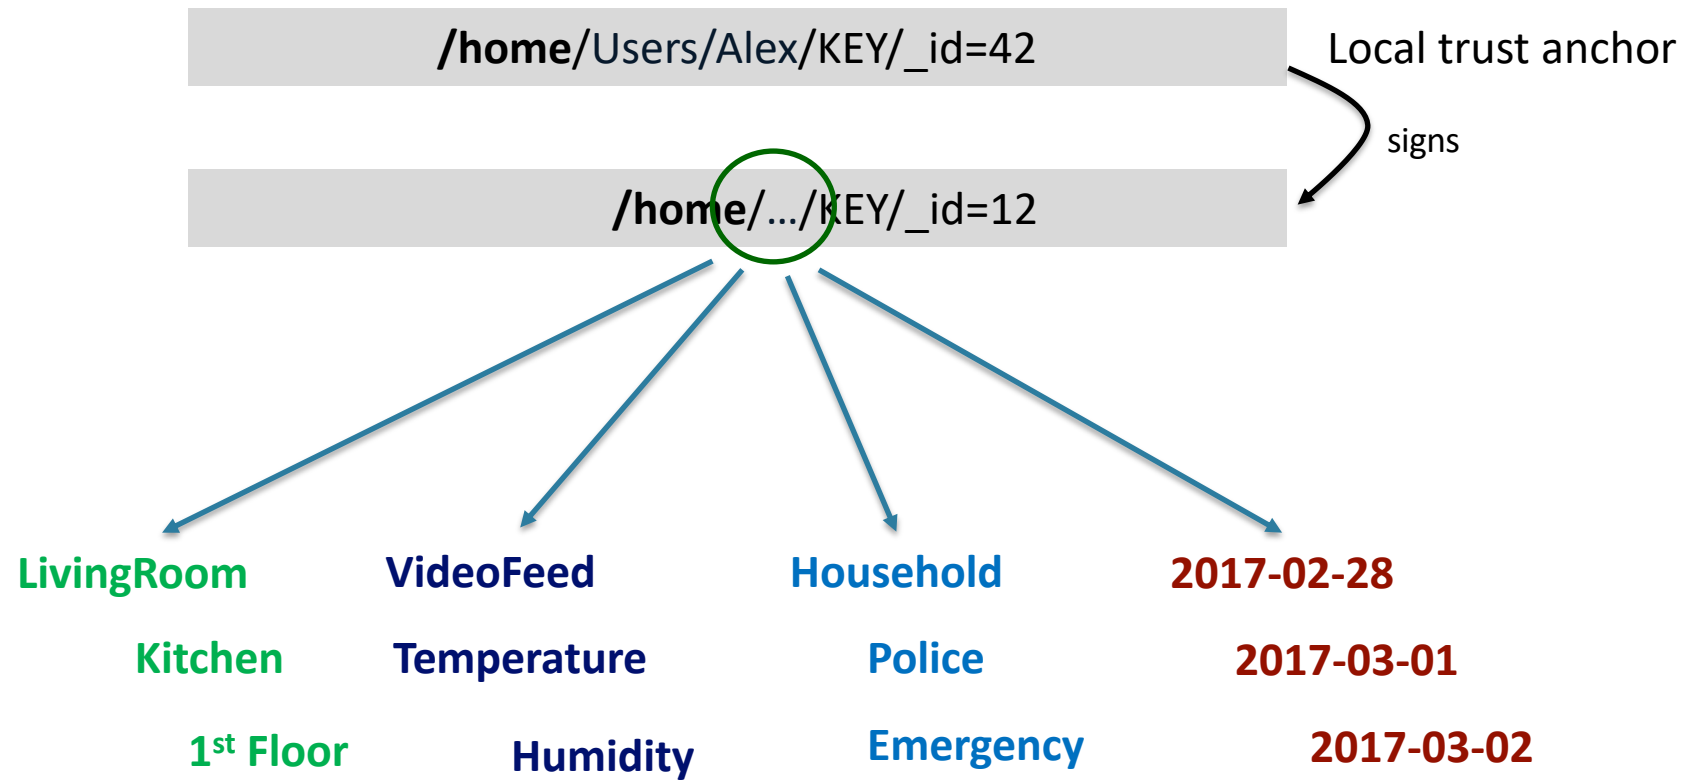 /home/Users/Alex/KEY/_id=42
Local trust anchor
signs
/home/.../KEY/_id=12
LivingRoom
VideoFeed
Household
2017-02-28
Kitchen
Temperature
Police
2017-03-01
1st Floor
Humidity
Emergency
2017-03-02